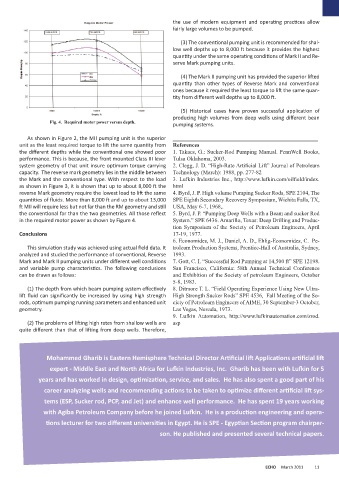 the use of modern equipment and operating practices allow
fairly large volumes to be pumped.
(3) The conventional pumping unit is recommended for shal-
low well depths up to 8,000 ft because it provides the highest
quantity under the same operating conditions of Mark II and Re-
serve Mark pumping units.
(4) The Mark II pumping unit has provided the superior lifted
quantity than other types of Reverse Mark and conventional
ones because it required the least torque to lift the same quan-
tity from different well depths up to 8,000 ft.
(5) Historical cases have proven successful application of
producing high volumes from deep wells using different beam
pumping systems.
Fig. 4. Required motor power versus depth.
As shown in Figure 2, the MII pumping unit is the superior
unit as the least required torque to lift the same quantity from
the different depths while the conventional one showed poor
performance. This is because, the front mounted Class III lever
system geometry of that unit insure optimum torque carrying
capacity. The reverse mark geometry lies in the middle between
the Mark and the conventional type. With respect to the load
as shown in Figure 3, it is shown that up to about 8,000 ft the
reverse Mark geometry require the lowest load to lift the same
quantities of fluids. More than 8,000 ft and up to about 13,000
ft MII will require less but not far than the RM geometry and still
the conventional far than the two geometries. All those reflect
in the required motor power as shown by Figure 4.
Conclusions
This simulation study was achieved using actual field data. It
analyzed and studied the performance of conventional, Reverse
Mark and Mark II pumping units under different well conditions
and variable pump characteristics. The following conclusions
can be drawn as follows:
(1) The depth from which beam pumping system effectively
lift fluid can significantly be increased by using high strength
rods, optimum pumping running parameters and enhanced unit
geometry.
(2) The problems of lifting high rates from shallow wells are
quite different than that of lifting from deep wells. Therefore,
References
1. Takacs, G.: Sucker-Rod Pumping Manual. PennWell Books,
Tulsa Oklahoma, 2003.
2. Clegg, J. D. "High-Rate Artificial Lift" Journal of Petroleum
Technology (March): 1988, pp. 277-82
3. Lufkin Industries Inc., http://www.lufkin.com/oilfield/index.
html
4. Byrd, J. P. High volume Pumping Sucker Rods. SPE 2104, The
SPE Eighth Secondary Recovery Symposium, Wichita Falls, TX,
USA, May 6-7, 1968,
5. Byrd, J. P. "Pumping Deep Wells with a Beam and sucker Rod
System." SPE 6436. Amarillo, Texas: Deep Drilling and Produc-
tion Symposium of the Society of Petroleum Engineers, April
17-19, 1977.
6. Economides, M. J., Daniel, A. D., Ehlig-Economides, C. Pe-
troleum Production Systems. Prentice-Hall of Australia, Sydney,
1993.
7. Gott, C. I. "Successful Rod Pumping at 14,500 ft" SPE 12198.
San Francisco, California: 58th Annual Technical Conference
and Exhibition of the Society of petroleum Engineers, October
5-8, 1983.
8. Ditmore T. L. "Field Operating Experience Using New Ultra-
High Strength Sucker Rods" SPE 4536, Fall Meeting of the So-
ciety of Petroleum Engineers of AIME, 30 September-3 October,
Las Vegas, Nevada, 1973.
9. Lufkin Automation, http://www.lufkinautomation.com/srod.
asp
Mohammed Gharib is Eastern Hemisphere Technical Director Artificial lift Applications artificial lift
expert - Middle East and North Africa for Lufkin Industries, Inc. Gharib has been with Lufkin for 5
years and has worked in design, optimization, service, and sales. He has also spent a good part of his
career analyzing wells and recommending actions to be taken to optimize different artificial lift sys-
tems (ESP, Sucker rod, PCP, and Jet) and enhance well performance. He has spent 19 years working
with Agiba Petroleum Company before he joined Lufkin. He is a production engineering and opera-
tions lecturer for two different universities in Egypt. He is SPE - Egyptian Section program chairper-
son. He published and presented several technical papers.
ECHO March 2003 13